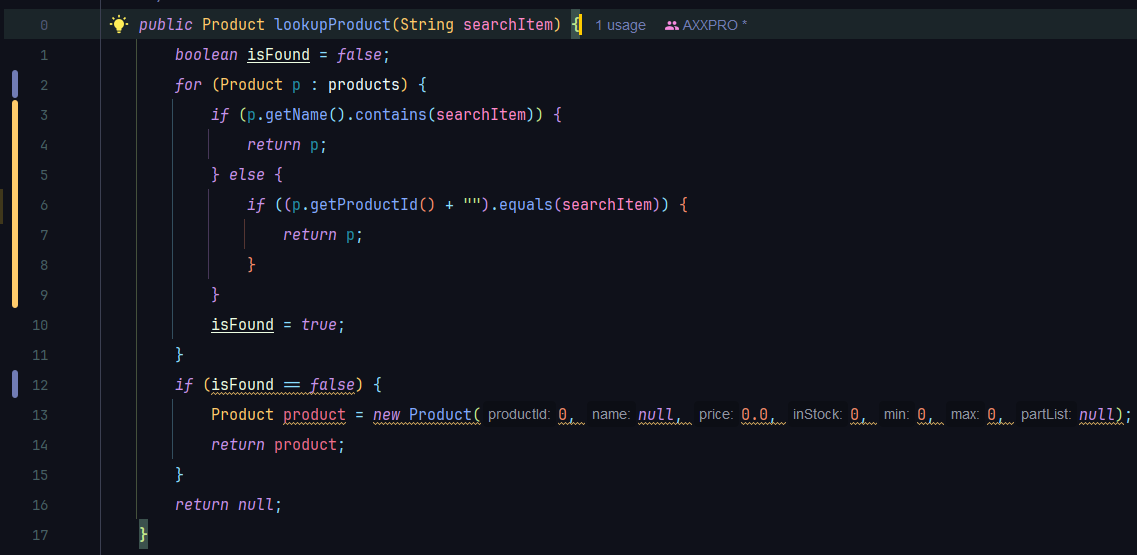 0 public Product lookupProduct(String searchItem) { 1 usage AXXPRO *
1 boolean isFound = false;
2 for (Product p : products) {
3 if (p.getName().contains(searchItem)) {
4 return p;
5 } else {
6 if ((p.getProductId() + "").equals(searchItem)) {
7 return p;
8 }
9 }
10 isFound = true;
11 }
12 if (isFound == false) {
13 Product product = new Product( productId: 0, name: null, price: 0.0, inStock: 0, min: 0, max: 0, partList: null);
14 return product;
15 }
16 return null;
17 }